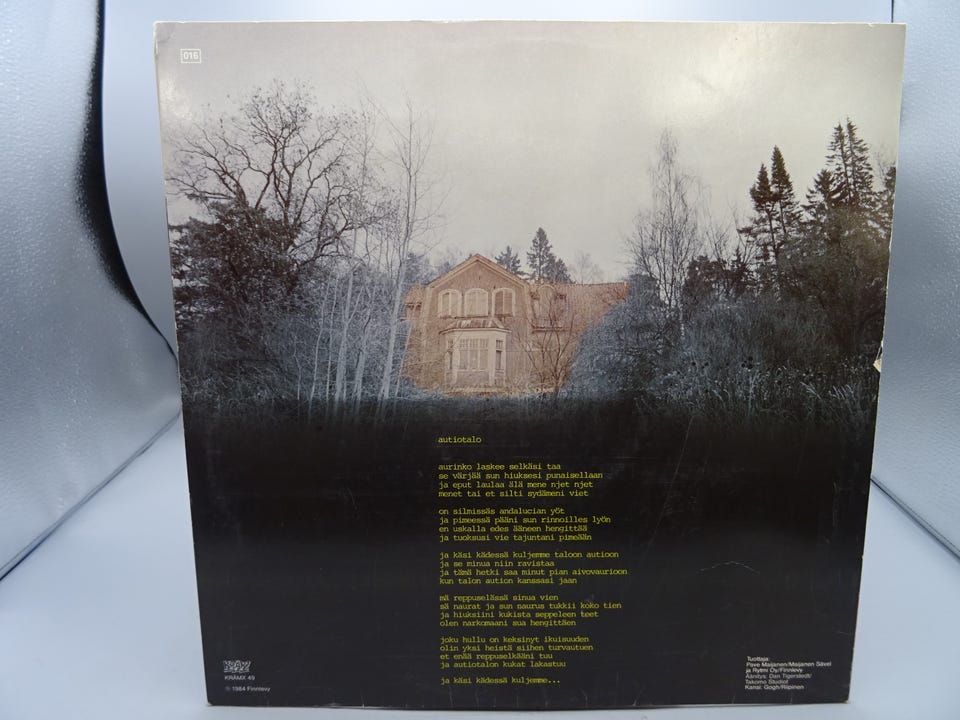 016
autiotalo
aurinko laskee selkäsi taa
se värjää sun hiuksesi punaisellaan
ja eput laulaa älä mene njet njet
menet tai et silti sydämeni viet
on silmissäs andalucian yöt
ja pimeessä pääni sun rinnoilles lyön
en uskalla edes ääneen hengittää
ja tuoksusi vie tajuntani pimeään
ja käsi kädessä kuljemme taloon autioon
ja se minua niin ravistaa
ja tämä hetki saa minut pian aivovaurioon
kun talon aution kanssasi jaan
mä reppuselässä sinua vien
sä naurat ja sun naurus tukkii koko tien
ja hiuksiini kukista seppeleen teet
olen narkomaani sua hengittäen
joku hullu on keksinyt ikuisuuden
olin yksi heistä siihen turvautuen
et enää reppuselkääni tuu
ja autiotalon kukat lakastuu
ja käsi kädessä kuljemme...
KRÄK!
KRÄMX 49
℗ 1984 Finnlevy
Tuottaja:
Pave Maijanen/Maijanen Sävel
ja Rytmi Oy/Finnlevy
Äänitys: Dan Tigerstedt/
Takomo Studiot
Kansi: Gogh/Riipinen